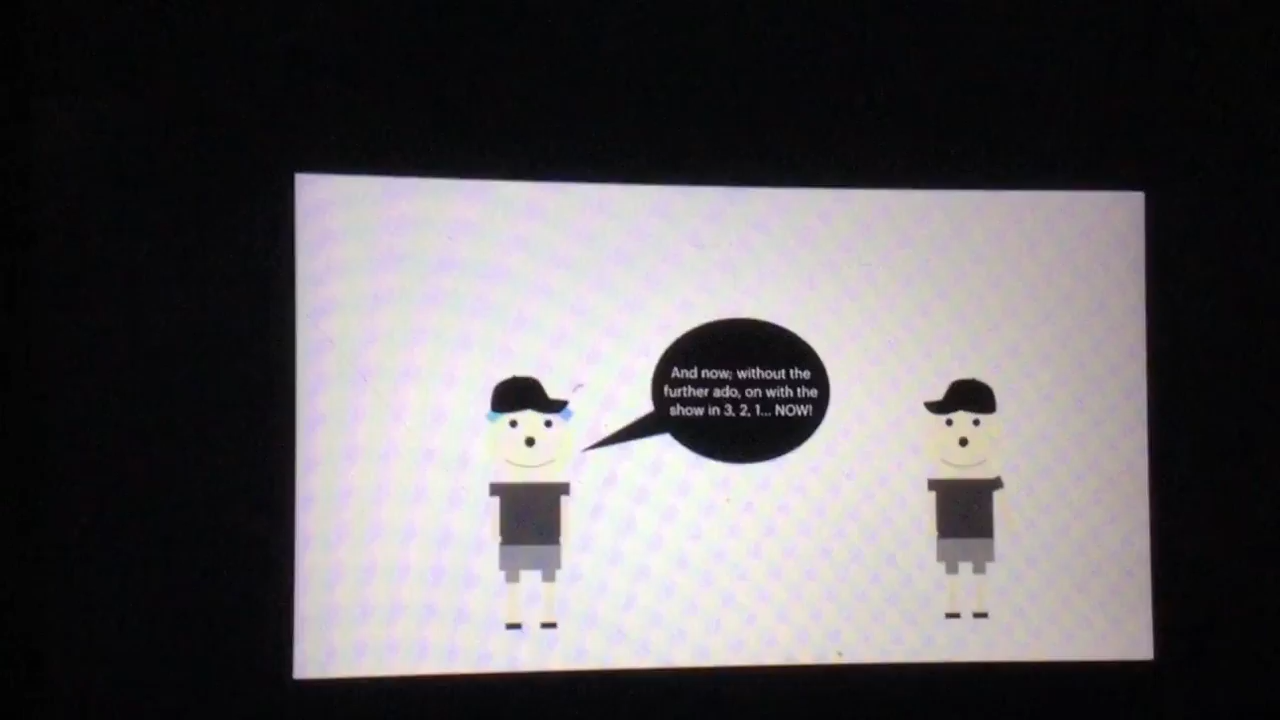 And now; without the
further ado, on with the
show in 3, 2, 1... NOW!